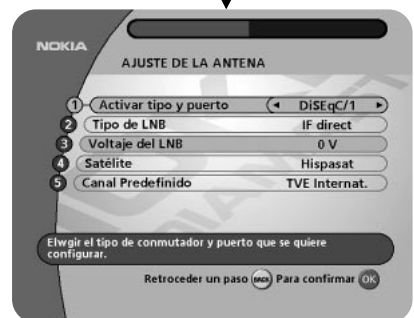 NOKIA
AJUSTE DE LA ANTENA
1 Activar tipo y puerto DiSEqC/1
2 Tipo de LNB IF direct
3 Voltaje del LNB 0 V
4 Satélite Hispasat
5 Canal Predefinido TVE Internat.
Elwgir el tipo de conmutador y puerto que se quiere
configurar.
Retroceder un paso BACK Para confirmar OK